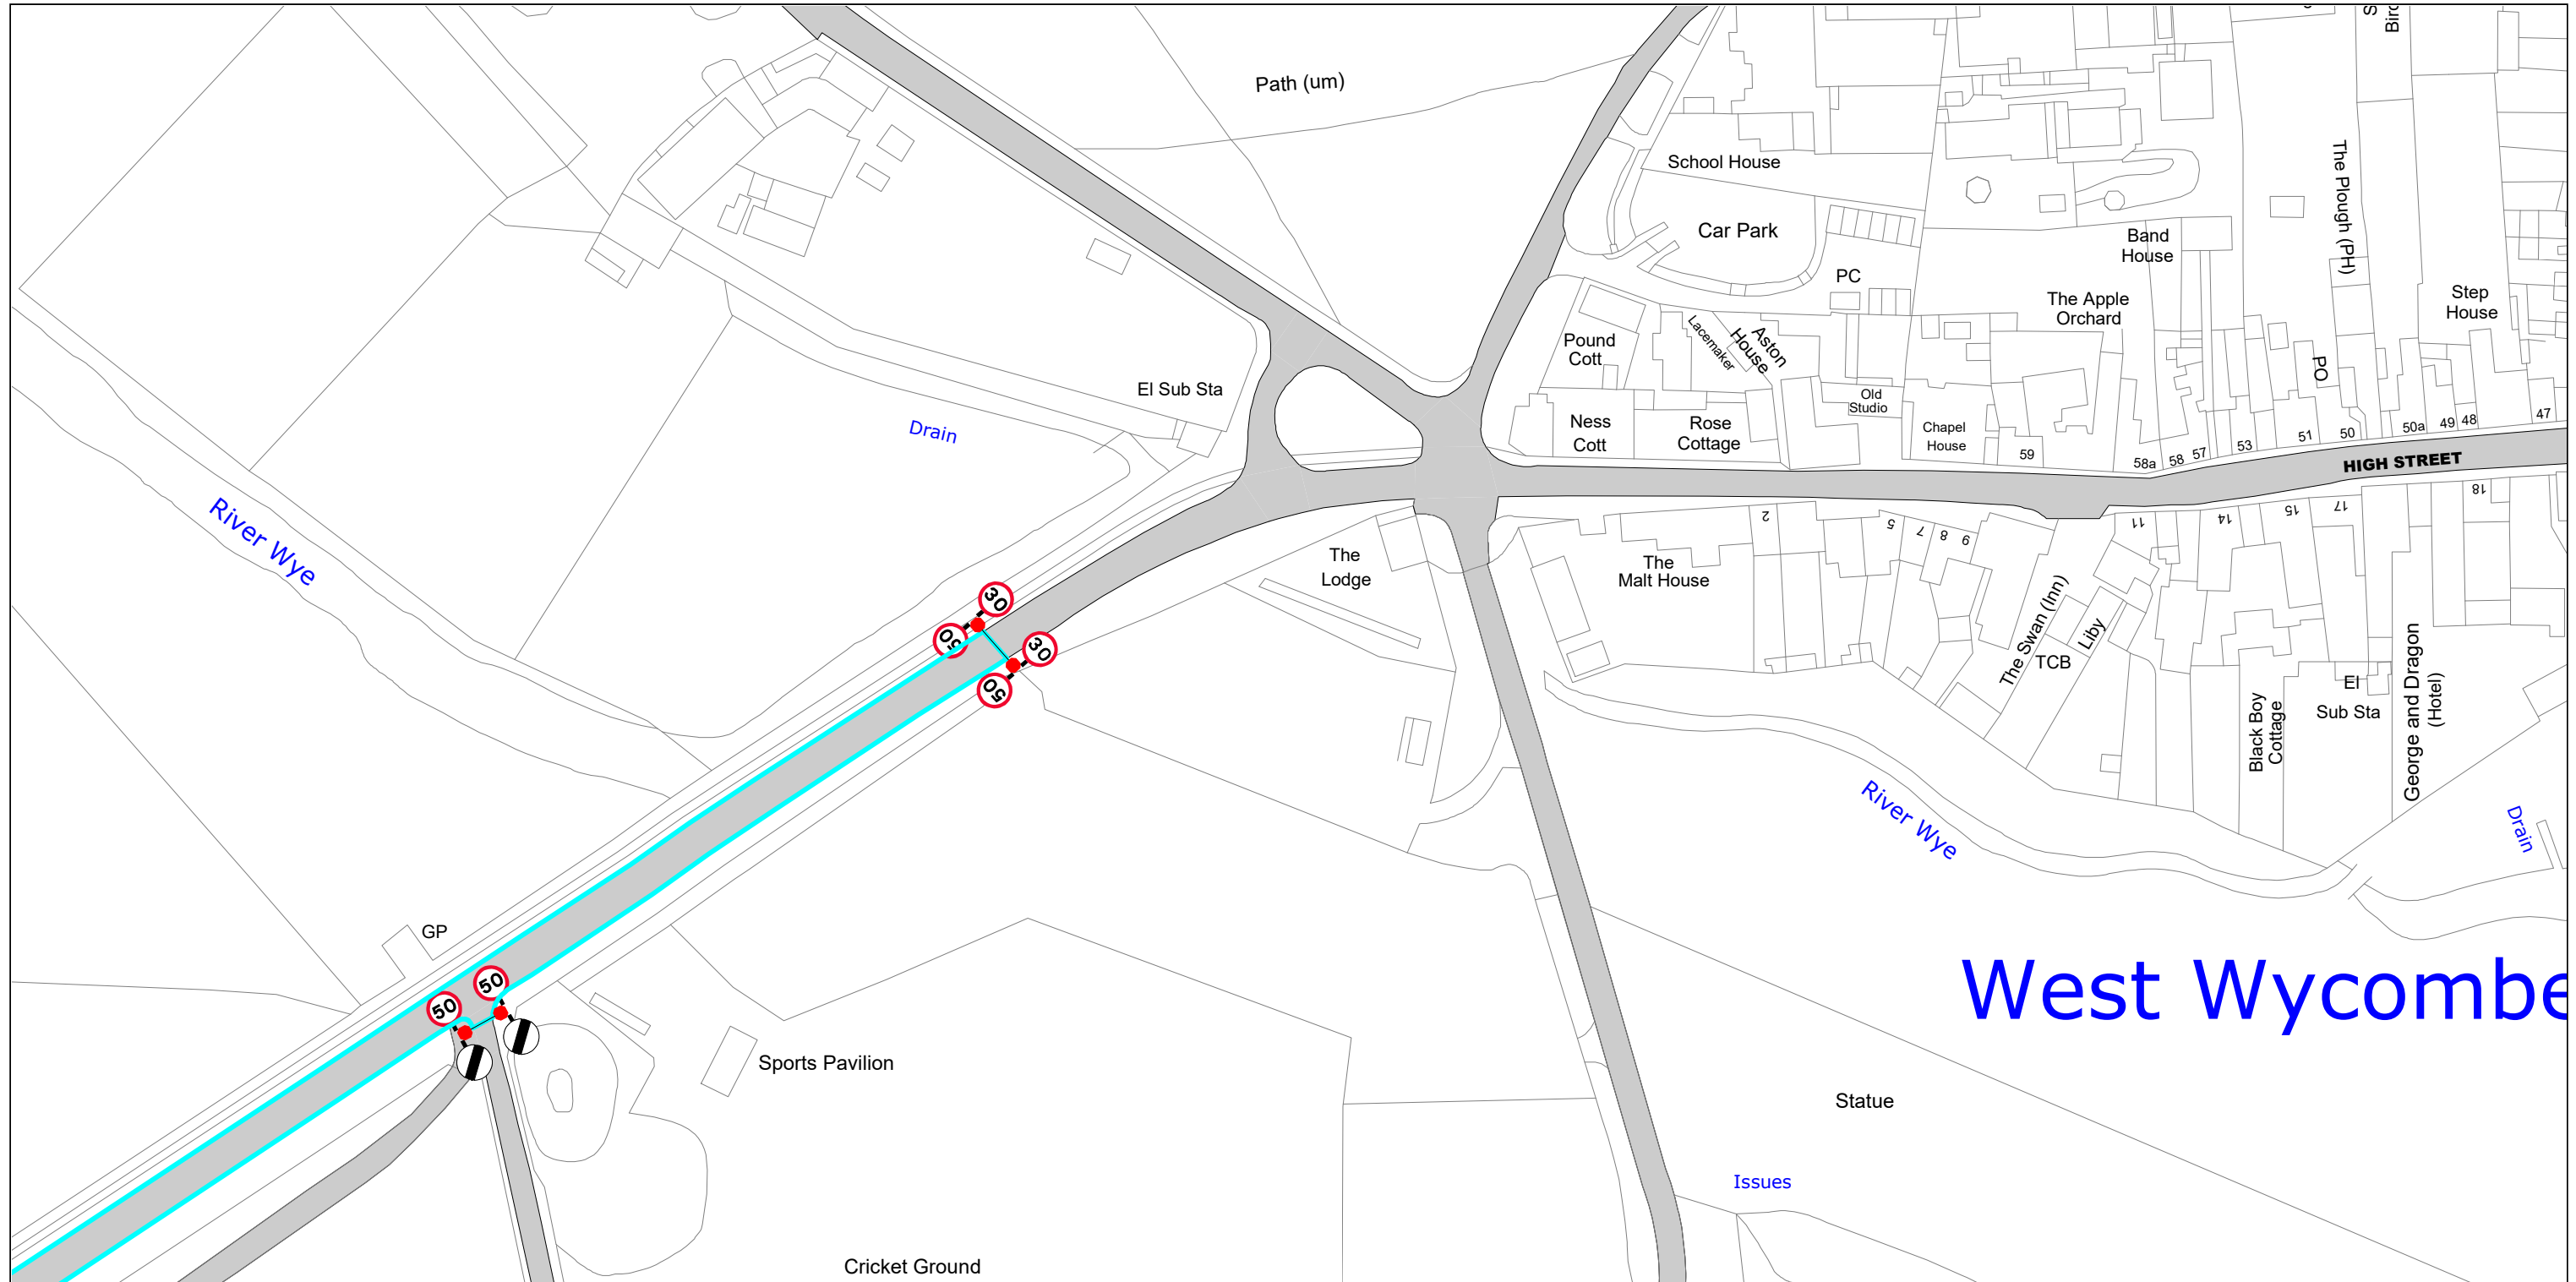 Bird
Path (um)
School House
Car Park
PC
Band
House
The Plough (PH)
The Apple
Orchard
Step
House
Pound
Cott
Lacemaker
Aston
House
PO
El Sub Sta
Drain
Old
Studio
Ness
Cott
Rose
Cottage
Chapel
House
59
58a
58
57
53
51
50
50a
49
48
47
HIGH STREET
River Wye
The
Lodge
The
Malt House
2
5
7
8
9
11
14
15
17
18
30
50
30
50
The Swan (Inn)
TCB
Liby
Black Boy
Cottage
El
Sub Sta
George and Dragon
(Hotel)
River Wye
Drain
GP
50
50
West Wycombe
Sports Pavilion
Statue
Issues
Cricket Ground